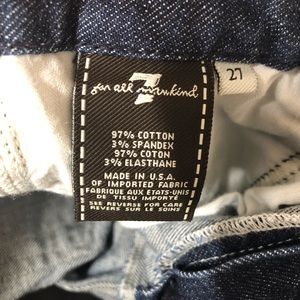 7
for all mankind
27
97% COTTON
3% SPANDEX
97% COTON
3% ELASTHANE
MADE IN U.S.A.
OF IMPORTED FABRIC
FABRIQUE AUX ETATS-UNIS
DE TISSU IMPORTÉ
SEE REVERSE FOR CARE
REVERS SUR LE SOINS